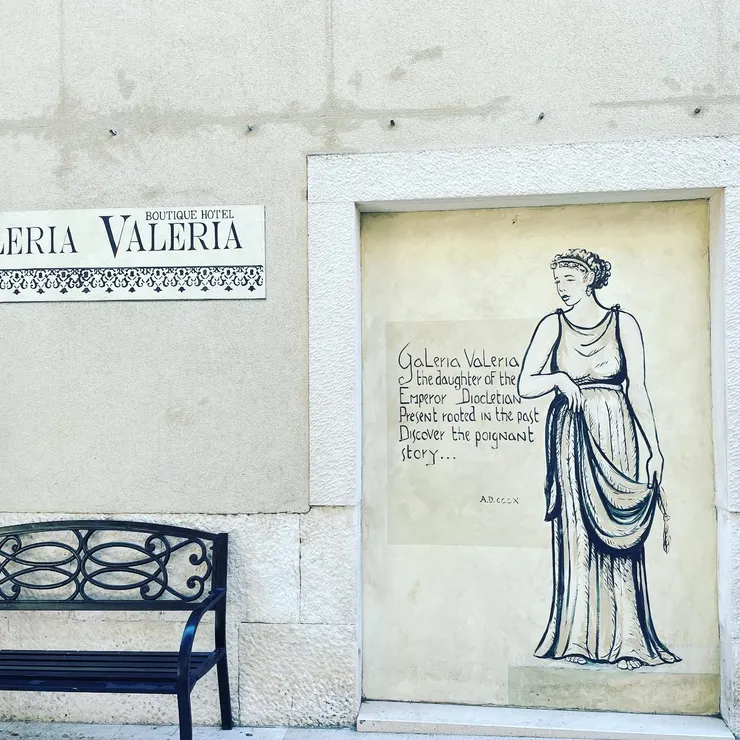 BOUTIQUE HOTEL
LERIA VALERIA
GaLeria VaLeria
the daughter of the
Emperor Diocletian
Present rooted in the past
Discover the poignant
story...
A.D. CCCX